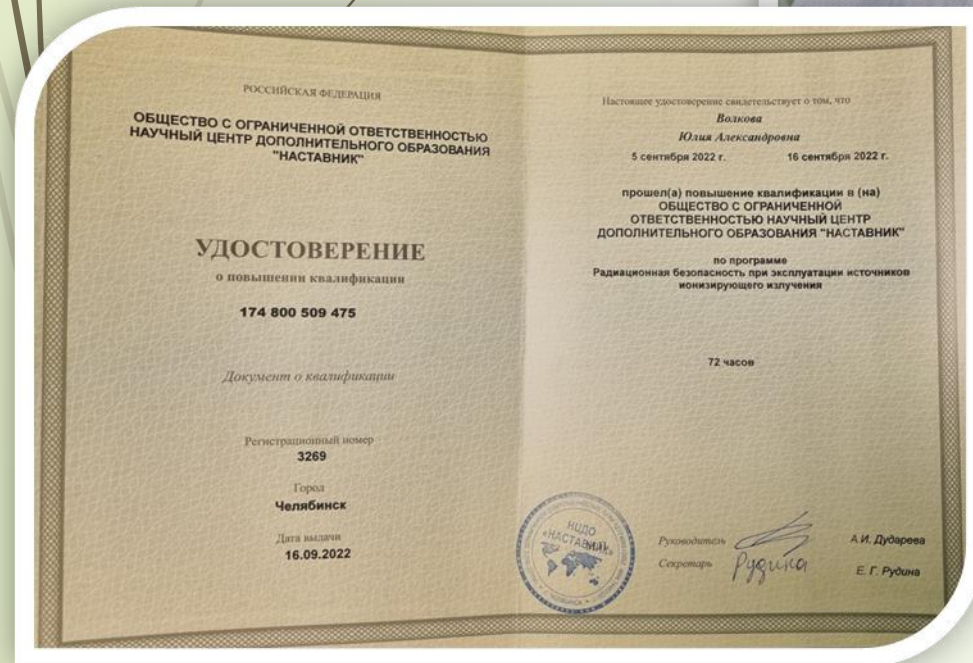 РОССИЙСКАЯ ФЕДЕРАЦИЯ
ОБЩЕСТВО С ОГРАНИЧЕННОЙ ОТВЕТСТВЕННОСТЬЮ
НАУЧНЫЙ ЦЕНТР ДОПОЛНИТЕЛЬНОГО ОБРАЗОВАНИЯ
"НАСТАВНИК"
УДОСТОВЕРЕНИЕ
о повышении квалификации
174 800 509 475
Документ о квалификации
Регистрационный номер
3269
Город
Челябинск
Дата выдачи
16.09.2022
Настоящее удостоверение свидетельствует о том, что
Волкова
Юлия Александровна
5 сентября 2022 г. 16 сентября 2022 г.
прошел(а) повышение квалификации в (на)
ОБЩЕСТВО С ОГРАНИЧЕННОЙ
ОТВЕТСТВЕННОСТЬЮ НАУЧНЫЙ ЦЕНТР
ДОПОЛНИТЕЛЬНОГО ОБРАЗОВАНИЯ "НАСТАВНИК"
по программе
Радиационная безопасность при эксплуатации источников
ионизирующего излучения
72 часов
НЦДО
«НАСТАВНИК»
Руководитель А.И. Дударева
Секретарь Рудина Е. Г. Рудина